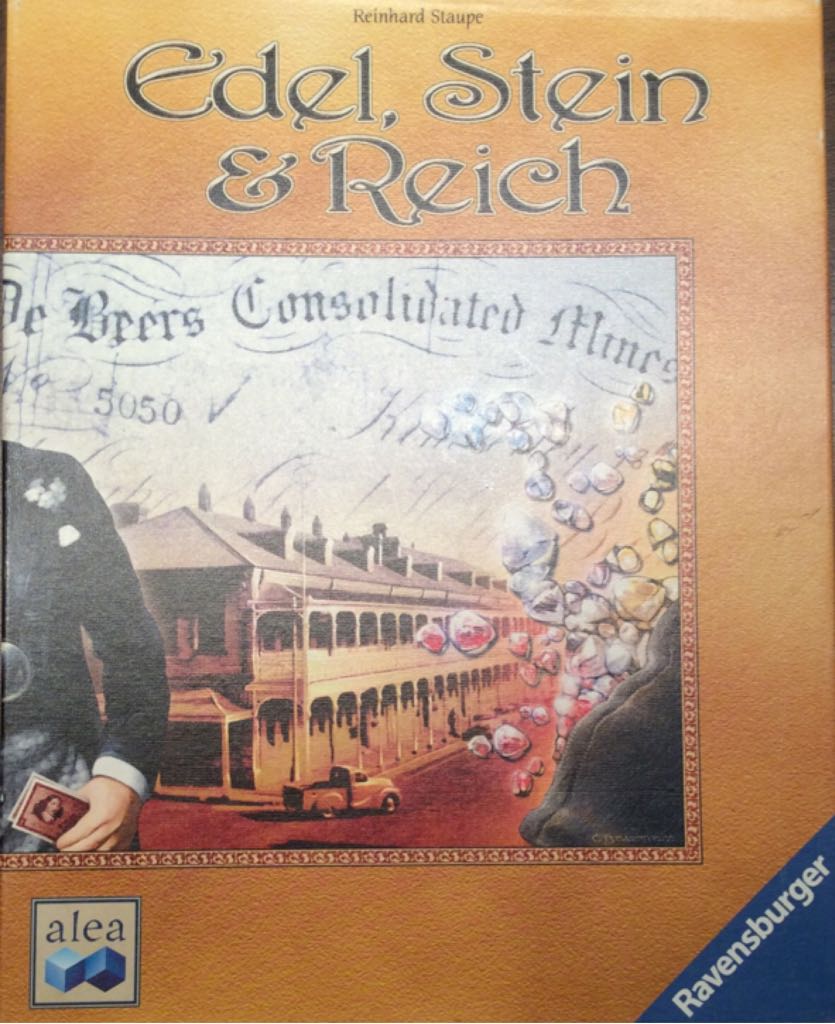 Reinhard Staupe
Edel, Stein
& Reich
De Beers Consolidated Mines
5050
alea
Ravensburger